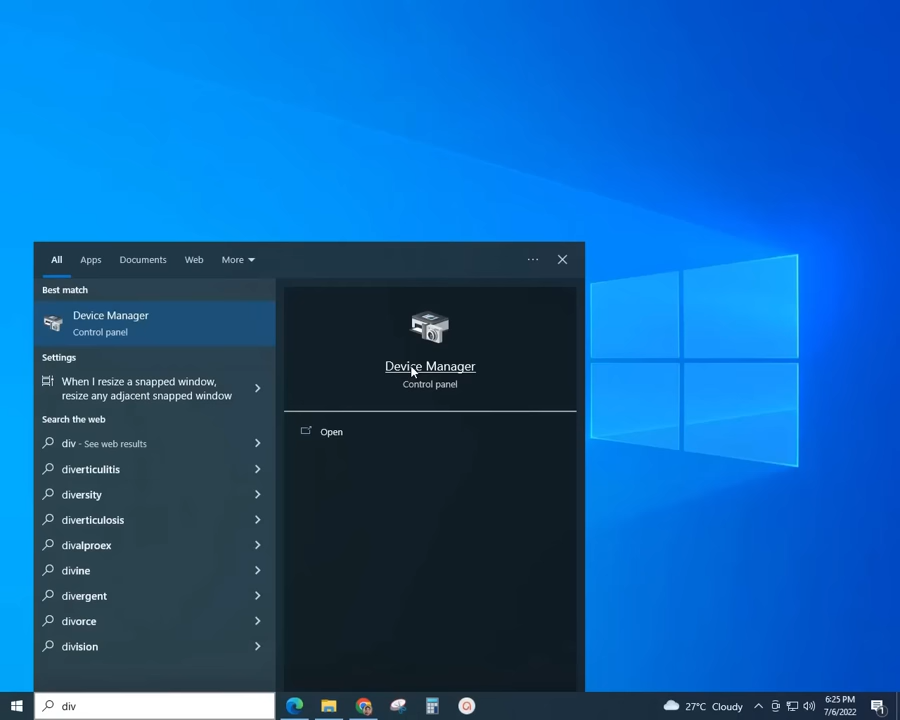 All Apps Documents Web More
Best match
Device Manager
Control panel
Settings
When I resize a snapped window,
resize any adjacent snapped window
Search the web
div - See web results
diverticulitis
diversity
diverticulosis
divalproex
divine
divergent
divorce
division
Device Manager
Control panel
Open
div
27°C Cloudy
6:25 PM
7/6/2022
1